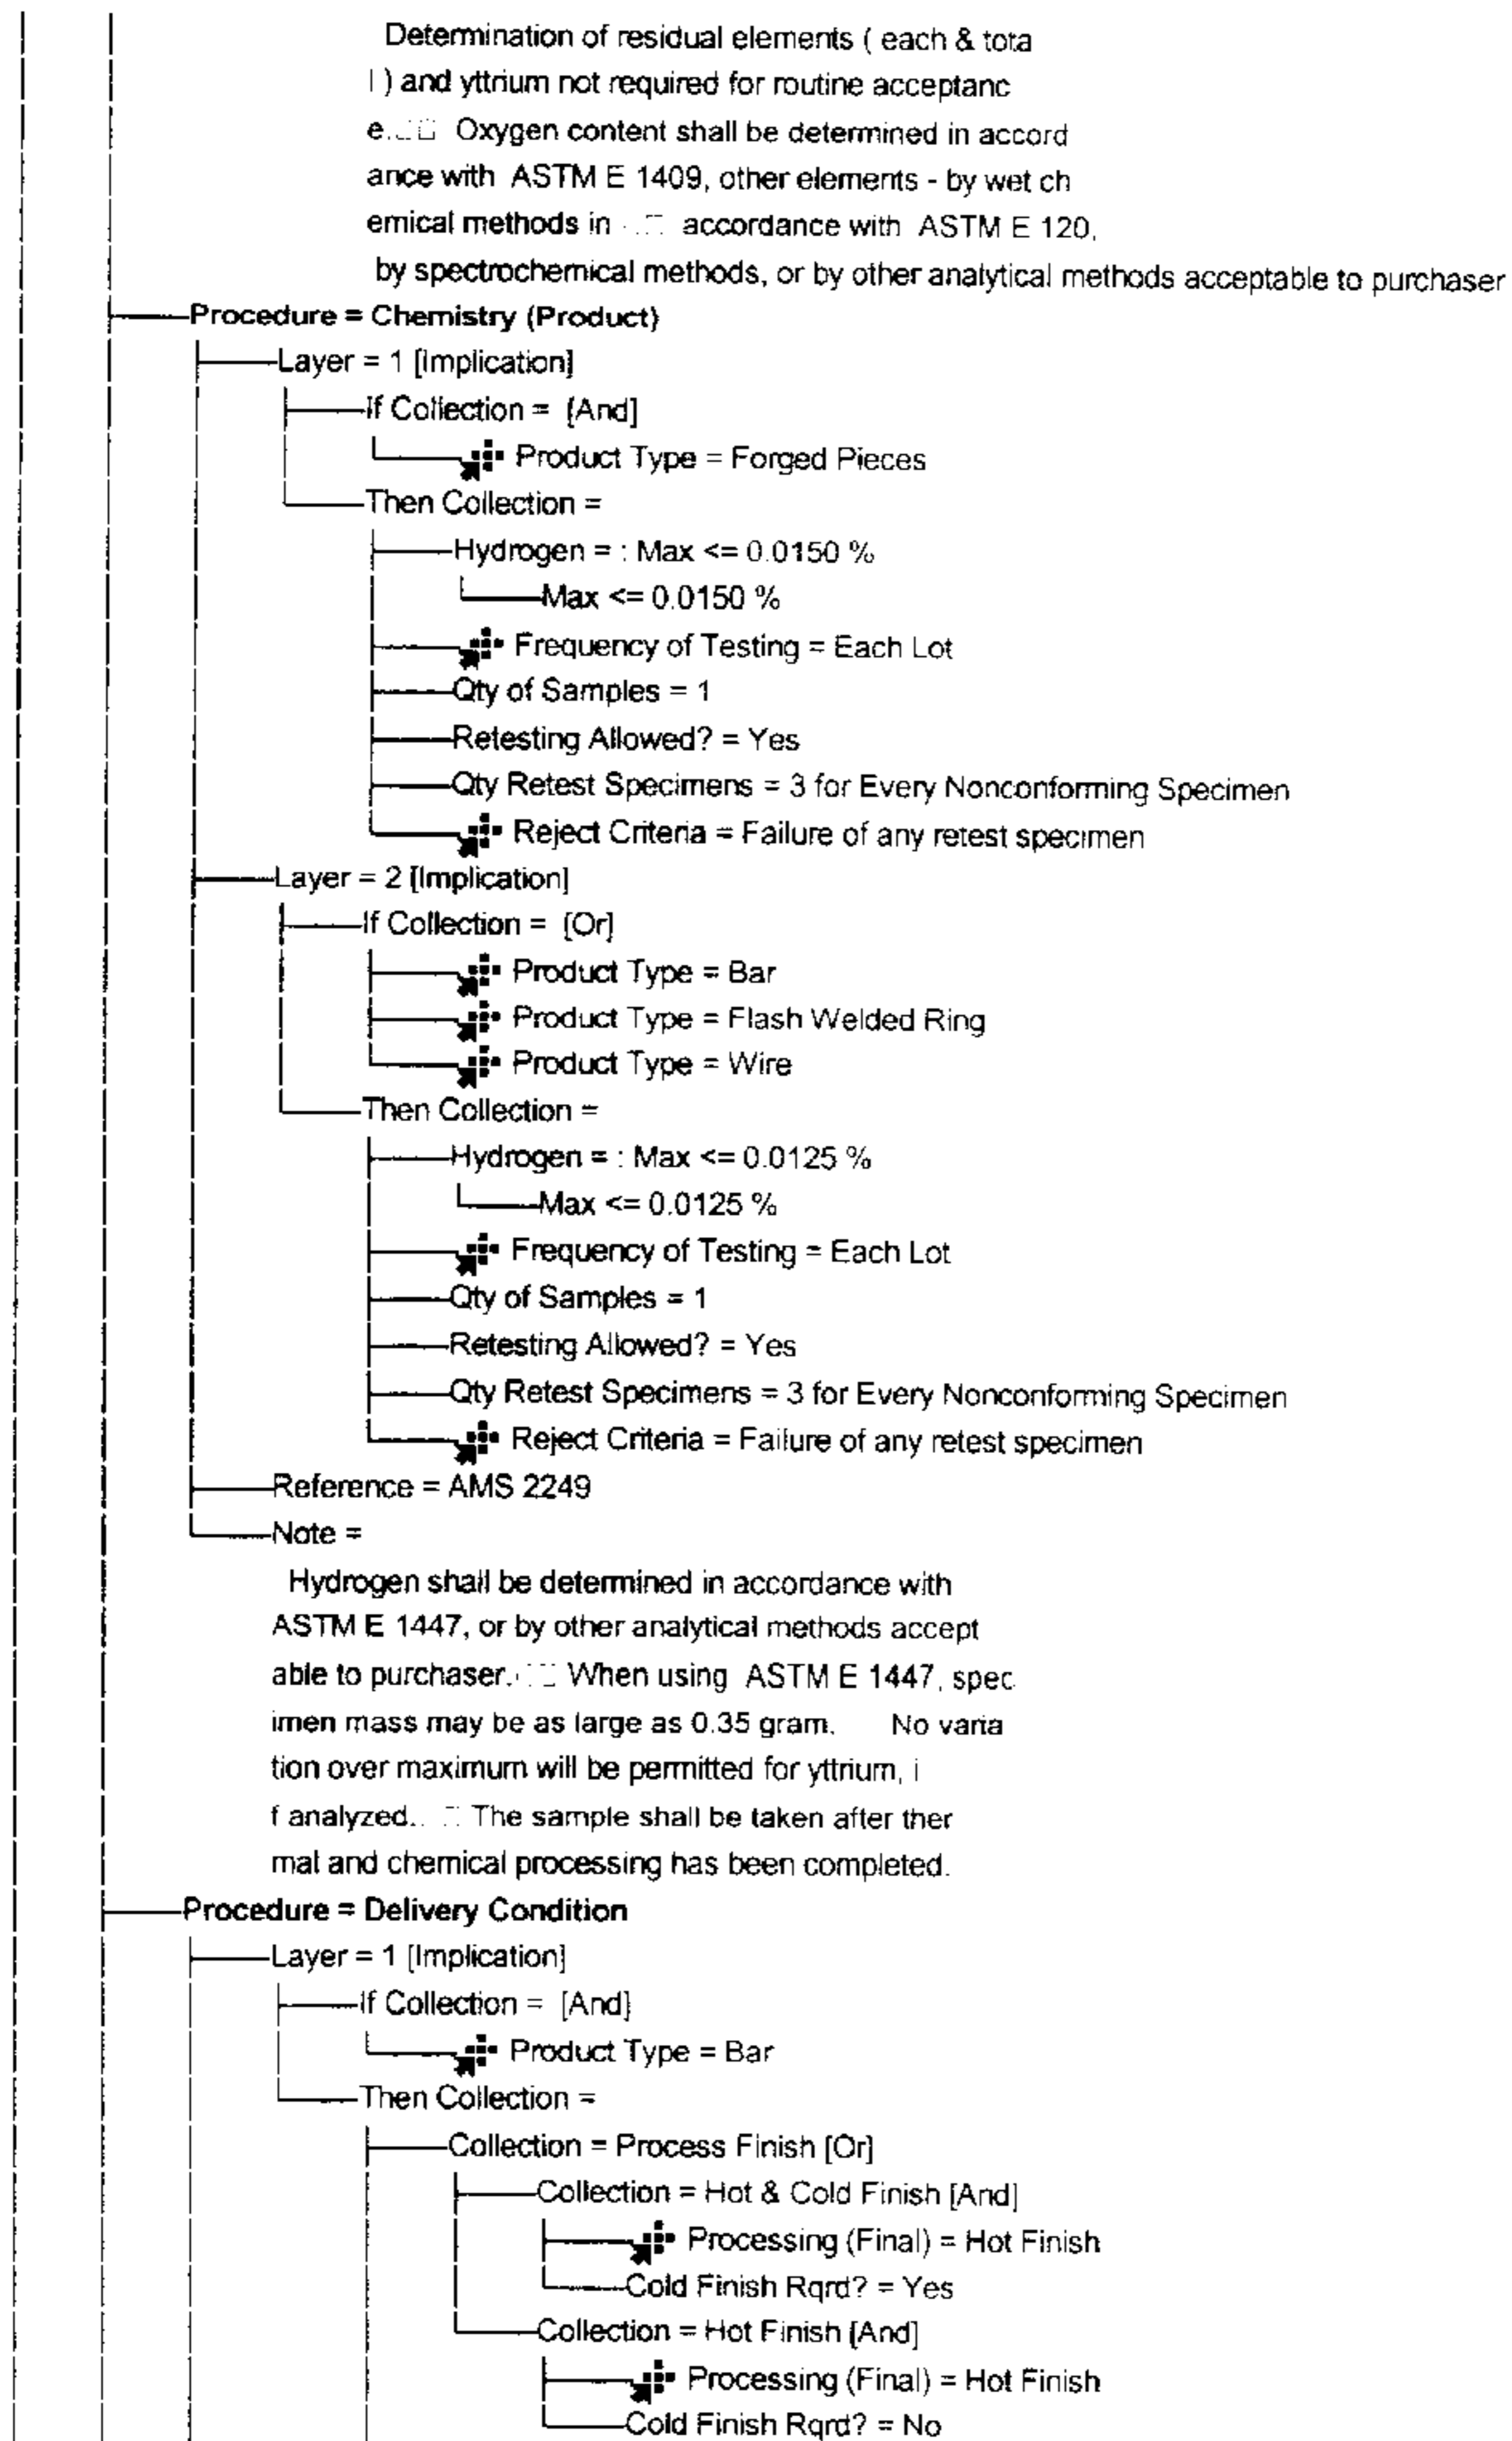 Determination of residual elements ( each & tota
l ) and yttrium not required for routine acceptanc
e. Oxygen content shall be determined in accord
ance with ASTM E 1409, other elements - by wet ch
emical methods in accordance with ASTM E 120,
by spectrochemical methods, or by other analytical methods acceptable to purchaser
Procedure = Chemistry (Product)
Layer = 1 [Implication]
If Collection = [And]
Product Type = Forged Pieces
Then Collection =
Hydrogen = : Max <= 0.0150 %
Max <= 0.0150 %
Frequency of Testing = Each Lot
Qty of Samples = 1
Retesting Allowed? = Yes
Qty Retest Specimens = 3 for Every Nonconforming Specimen
Reject Criteria = Failure of any retest specimen
Layer = 2 [Implication]
If Collection = [Or]
Product Type = Bar
Product Type = Flash Welded Ring
Product Type = Wire
Then Collection =
Hydrogen = : Max <= 0.0125 %
Max <= 0.0125 %
Frequency of Testing = Each Lot
Qty of Samples = 1
Retesting Allowed? = Yes
Qty Retest Specimens = 3 for Every Nonconforming Specimen
Reject Criteria = Failure of any retest specimen
Reference = AMS 2249
Note =
Hydrogen shall be determined in accordance with
ASTM E 1447, or by other analytical methods accept
able to purchaser. When using ASTM E 1447, spec
imen mass may be as large as 0.35 gram. No varia
tion over maximum will be permitted for yttrium, i
f analyzed. The sample shall be taken after ther
mal and chemical processing has been completed.
Procedure = Delivery Condition
Layer = 1 [Implication]
If Collection = [And]
Product Type = Bar
Then Collection =
Collection = Process Finish [Or]
Collection = Hot & Cold Finish [And]
Processing (Final) = Hot Finish
Cold Finish Rqrd? = Yes
Collection = Hot Finish [And]
Processing (Final) = Hot Finish
Cold Finish Rqrd? = No